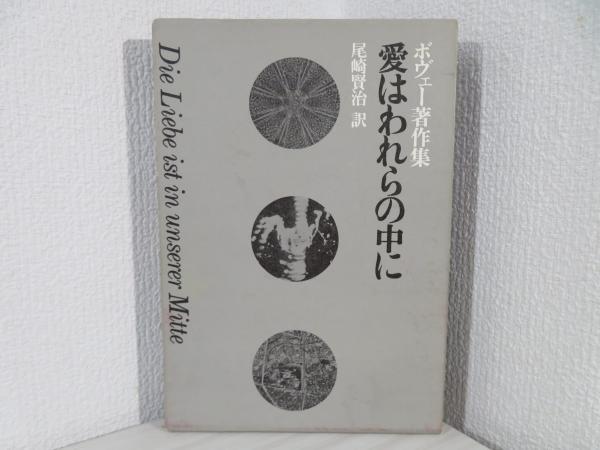 ボヴェー著作集
愛はわれらの中に
尾崎賢治 訳
Die Liebe ist in unserer Mitte